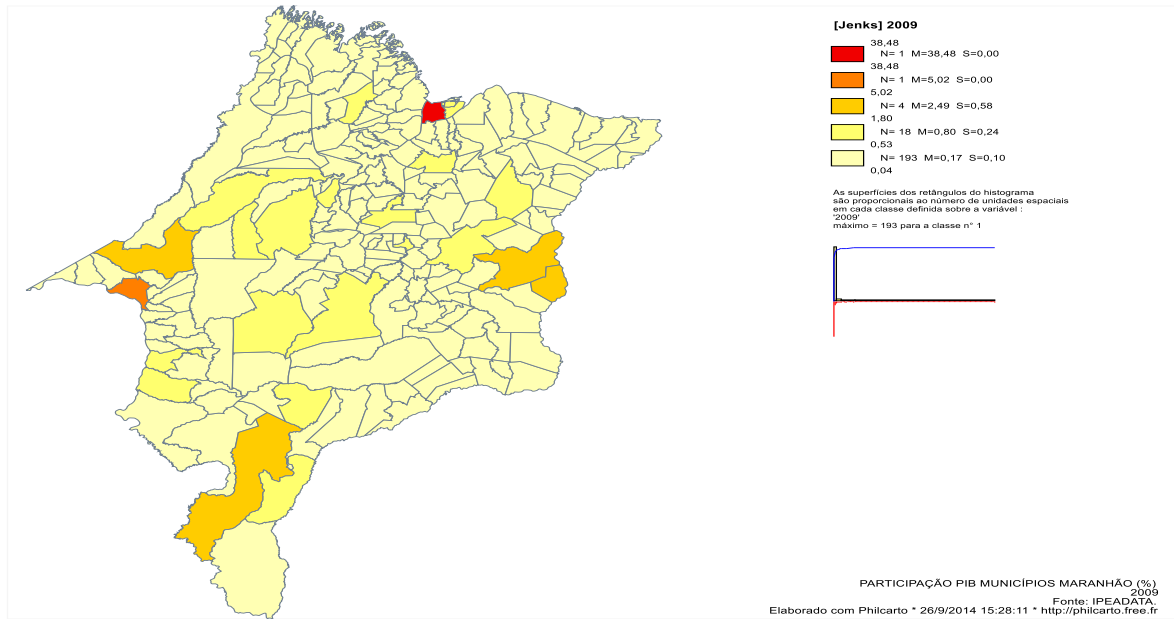 [Jenks] 2009
38,48
N= 1 M=38,48 S=0,00
38,48
N= 1 M=5,02 S=0,00
5,02
N= 4 M=2,49 S=0,58
1,80
N= 18 M=0,80 S=0,24
0,53
N= 193 M=0,17 S=0,10
0,04
As superfícies dos retângulos do histograma
são proporcionais ao número de unidades espaciais
em cada classe definida sobre a variável :
'2009'
máximo = 193 para a classe n° 1
PARTICIPAÇÃO PIB MUNICÍPIOS MARANHÃO (%)
2009
Fonte: IPEADATA.
Elaborado com Philcarto * 26/9/2014 15:28:11 * http://philcarto.free.fr